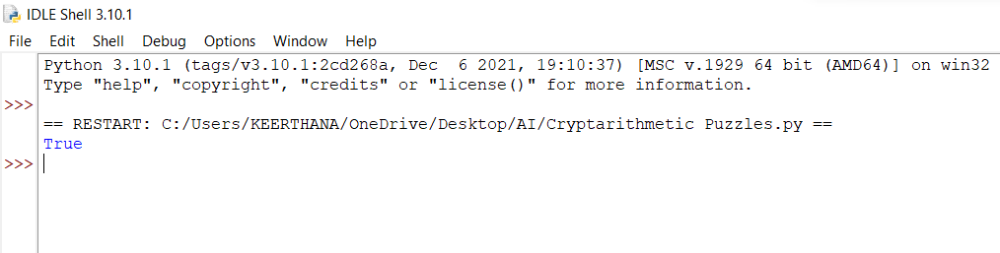 IDLE Shell 3.10.1
File Edit Shell Debug Options Window Help
Python 3.10.1 (tags/v3.10.1:2cd268a, Dec  6 2021, 19:10:37) [MSC v.1929 64 bit (AMD64)] on win32
Type "help", "copyright", "credits" or "license()" for more information.
>>>
== RESTART: C:/Users/KEERTHANA/OneDrive/Desktop/AI/Cryptarithmetic Puzzles.py ==
True
>>>